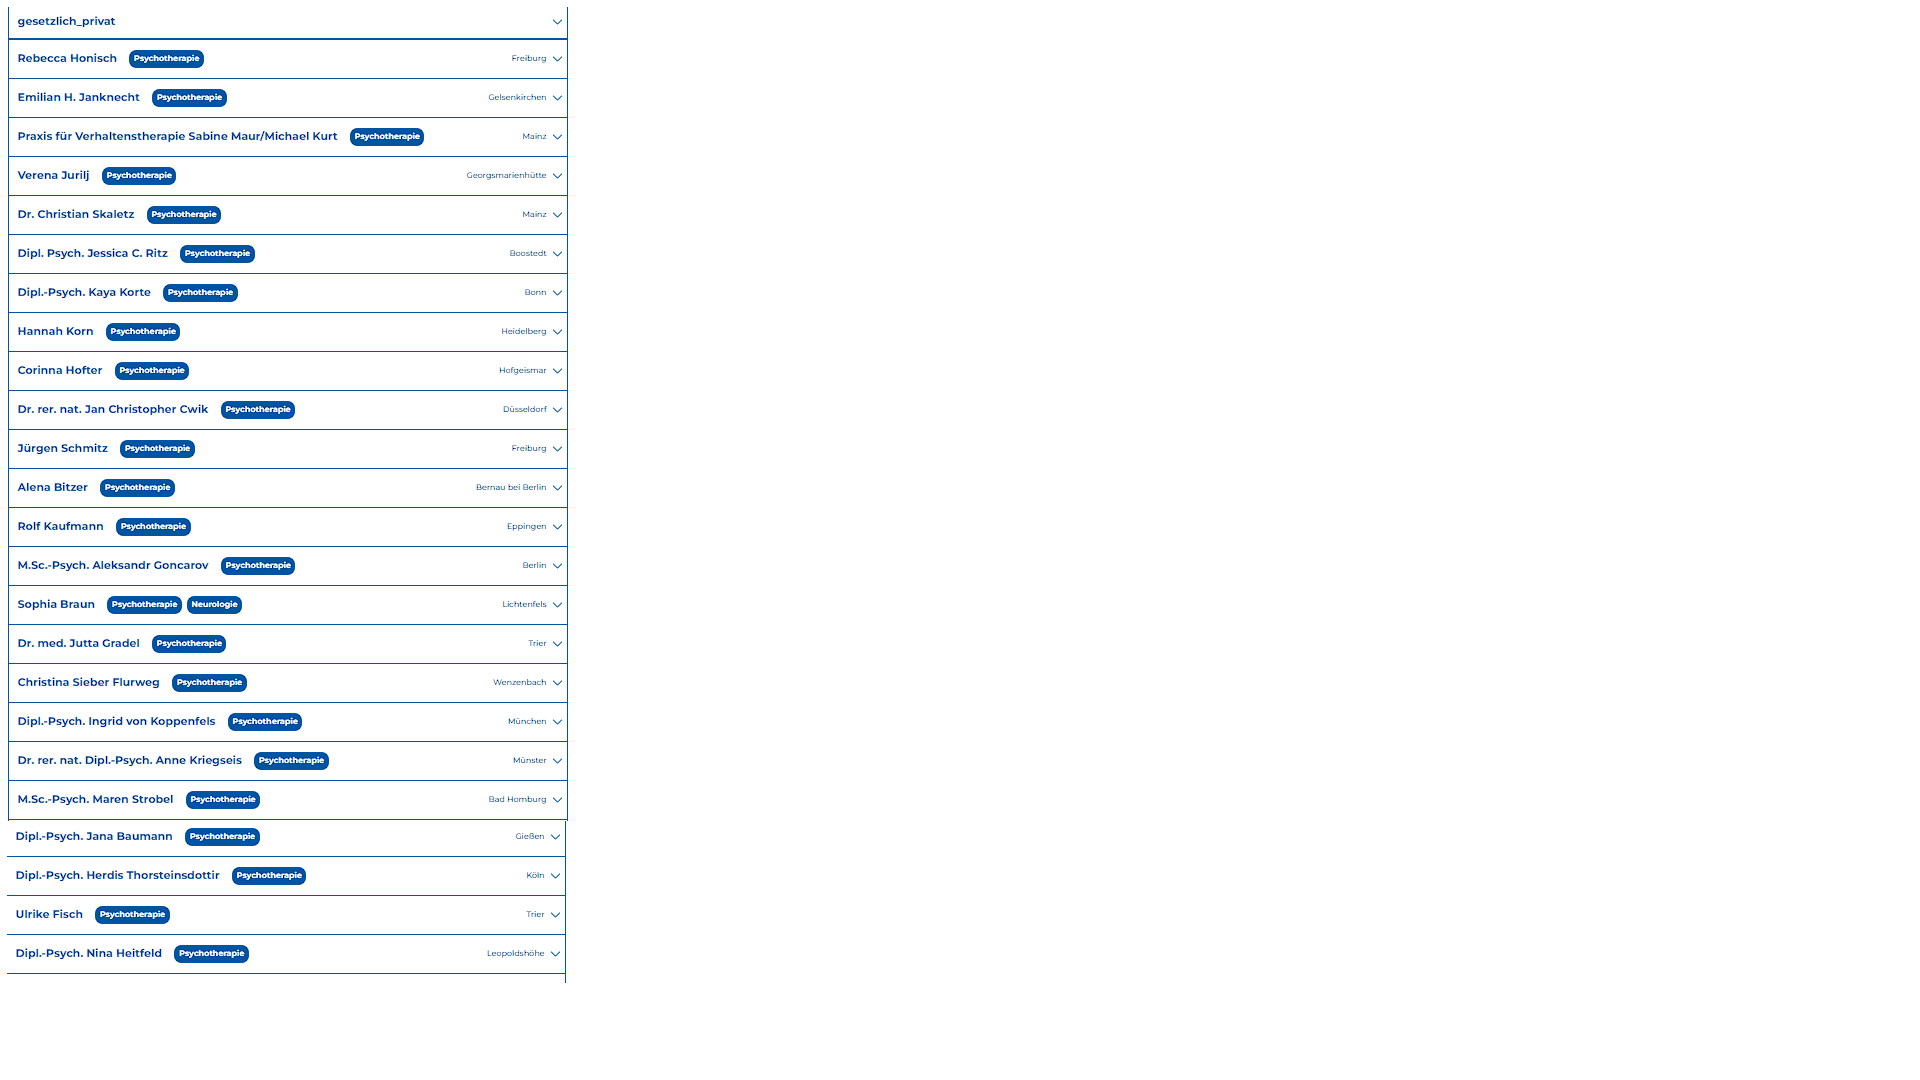 gesetzlich_privat
Rebecca Honisch Psychotherapie Freiburg
Emilian H. Janknecht Psychotherapie Gelsenkirchen
Praxis für Verhaltenstherapie Sabine Maur/Michael Kurt Psychotherapie Mainz
Verena Jurilj Psychotherapie Georgsmarienhütte
Dr. Christian Skaletz Psychotherapie Mainz
Dipl. Psych. Jessica C. Ritz Psychotherapie Boostedt
Dipl.-Psych. Kaya Korte Psychotherapie Bonn
Hannah Korn Psychotherapie Heidelberg
Corinna Hofter Psychotherapie Hofgeismar
Dr. rer. nat. Jan Christopher Cwik Psychotherapie Düsseldorf
Jürgen Schmitz Psychotherapie Freiburg
Alena Bitzer Psychotherapie Bernau bei Berlin
Rolf Kaufmann Psychotherapie Eppingen
M.Sc.-Psych. Aleksandr Goncarov Psychotherapie Berlin
Sophia Braun Psychotherapie Neurologie Lichtenfels
Dr. med. Jutta Gradel Psychotherapie Trier
Christina Sieber Flurweg Psychotherapie Wenzenbach
Dipl.-Psych. Ingrid von Koppenfels Psychotherapie München
Dr. rer. nat. Dipl.-Psych. Anne Kriegseis Psychotherapie Münster
M.Sc.-Psych. Maren Strobel Psychotherapie Bad Homburg
Dipl.-Psych. Jana Baumann Psychotherapie Gießen
Dipl.-Psych. Herdis Thorsteinsdottir Psychotherapie Köln
Ulrike Fisch Psychotherapie Trier
Dipl.-Psych. Nina Heitfeld Psychotherapie Leopoldshöhe